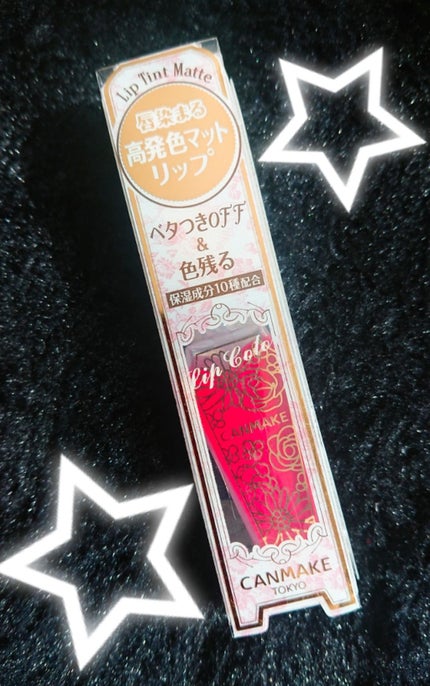 Lip Tint Matte
唇染まる
高発色マット
リップ
ベタつきOFF
&
色残る
保湿成分10種配合
Lip Colo
CANMAKE
CANMAKE
TOKYO